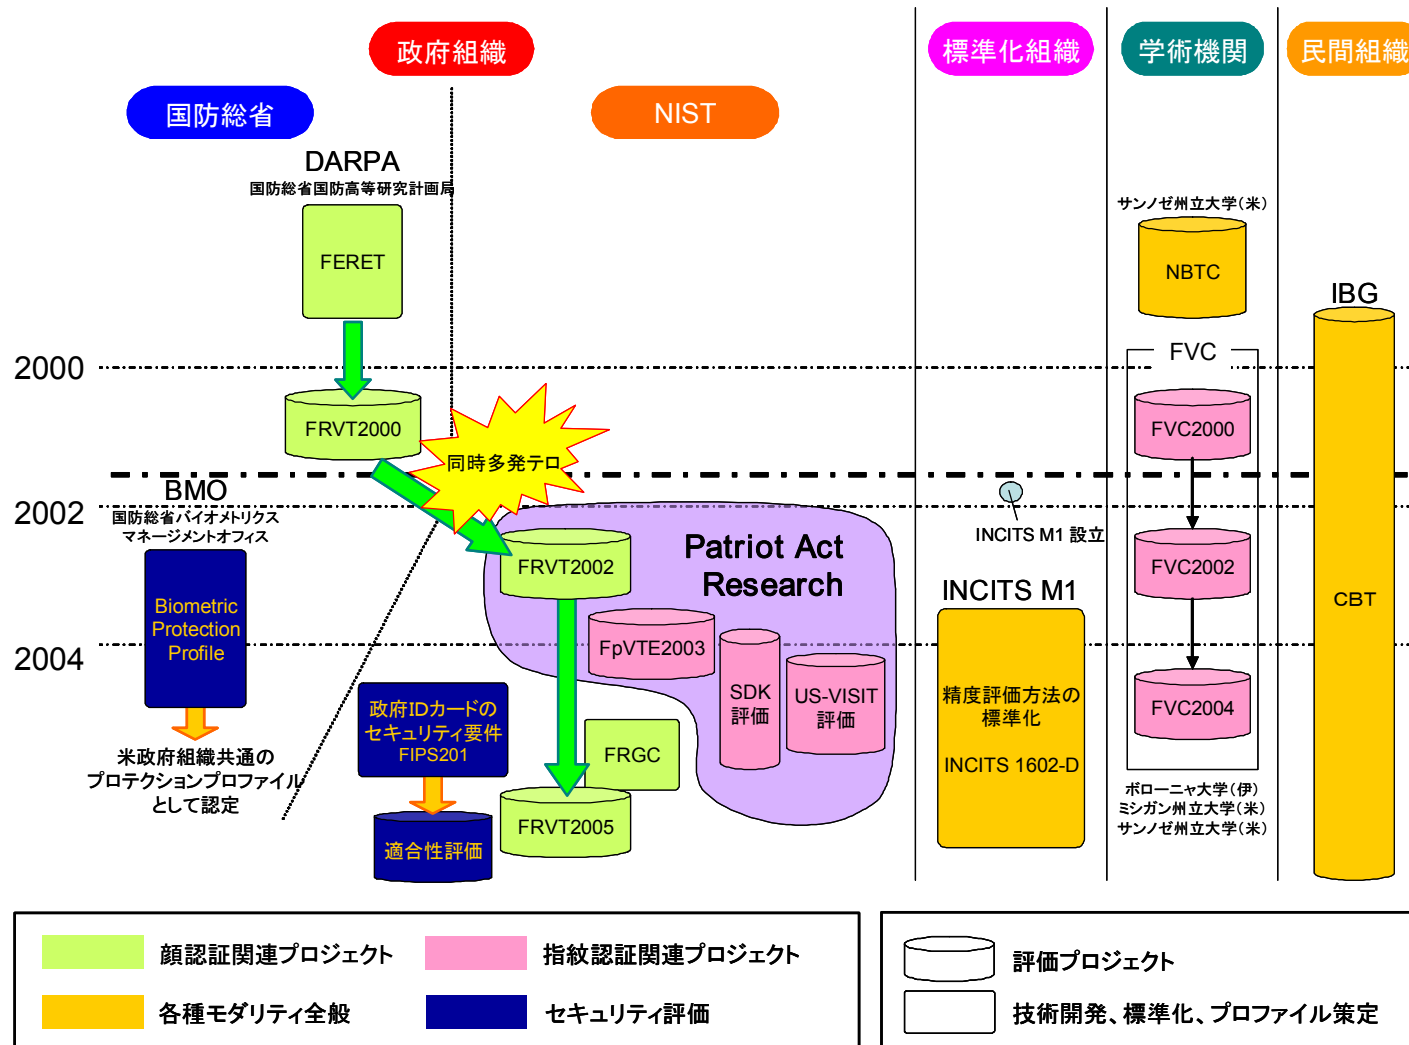 政府組織
標準化組織
学術機関
民間組織
国防総省
NIST
DARPA
国防総省国防高等研究計画局
FERET
サンノゼ州立大学(米)
NBTC
IBG
2000
FVC
FRVT2000
FVC2000
同時多発テロ
BMO
国防総省バイオメトリクス
マネージメントオフィス
2002
INCITS M1 設立
Patriot Act
Research
FRVT2002
FVC2002
INCITS M1
CBT
Biometric
Protection
Profile
2004
FpVTE2003
SDK
評価
US-VISIT
評価
精度評価方法の
標準化
INCITS 1602-D
FVC2004
政府IDカードの
セキュリティ要件
FIPS201
FRGC
米政府組織共通の
プロテクションプロファイル
として認定
ボローニャ大学(伊)
ミシガン州立大学(米)
サンノゼ州立大学(米)
FRVT2005
適合性評価
顔認証関連プロジェクト
指紋認証関連プロジェクト
評価プロジェクト
各種モダリティ全般
セキュリティ評価
技術開発、標準化、プロファイル策定